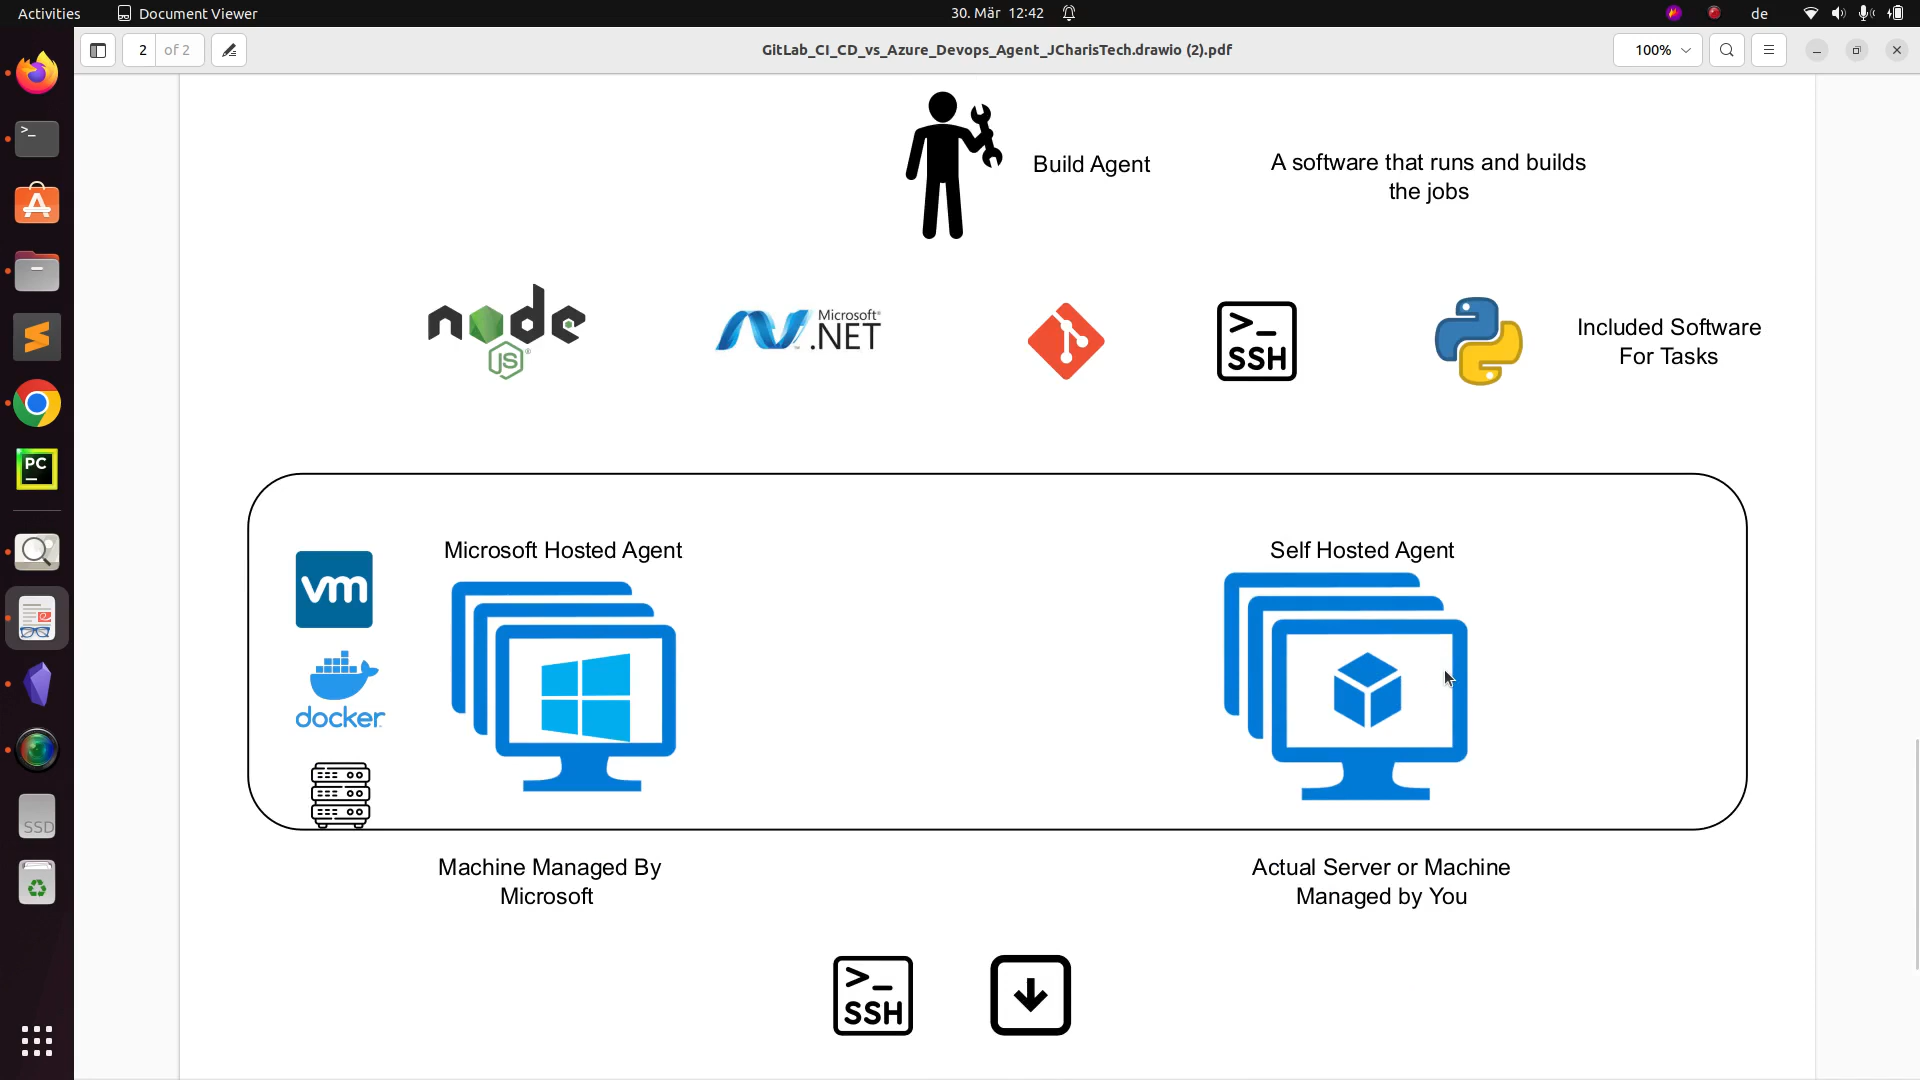 Activities
Document Viewer
30. Mär 12:42
de
2
of 2
GitLab_CI_CD_vs_Azure_Devops_Agent_JCharisTech.drawio (2).pdf
100%
Build Agent
A software that runs and builds
the jobs
node
JS
Microsoft
.NET
>_
SSH
Included Software
For Tasks
PC
Microsoft Hosted Agent
Self Hosted Agent
vm
docker
SSD
Machine Managed By
Microsoft
Actual Server or Machine
Managed by You
>_
SSH